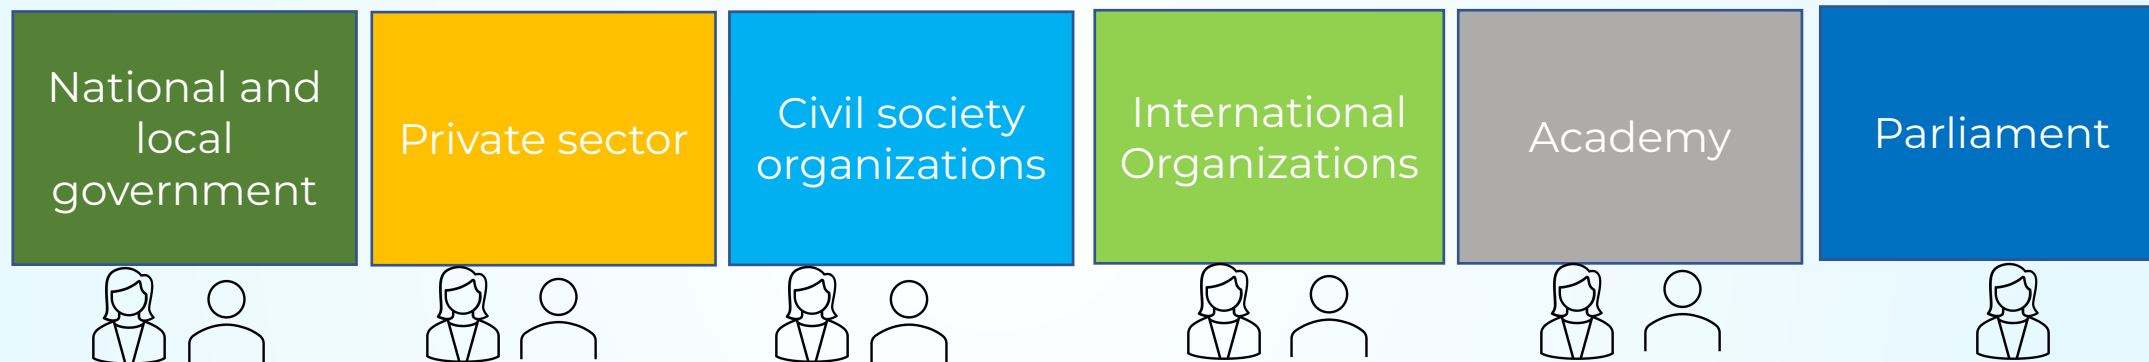 National and
local
government
Private sector
Civil society
organizations
International
Organizations
Academy
Parliament